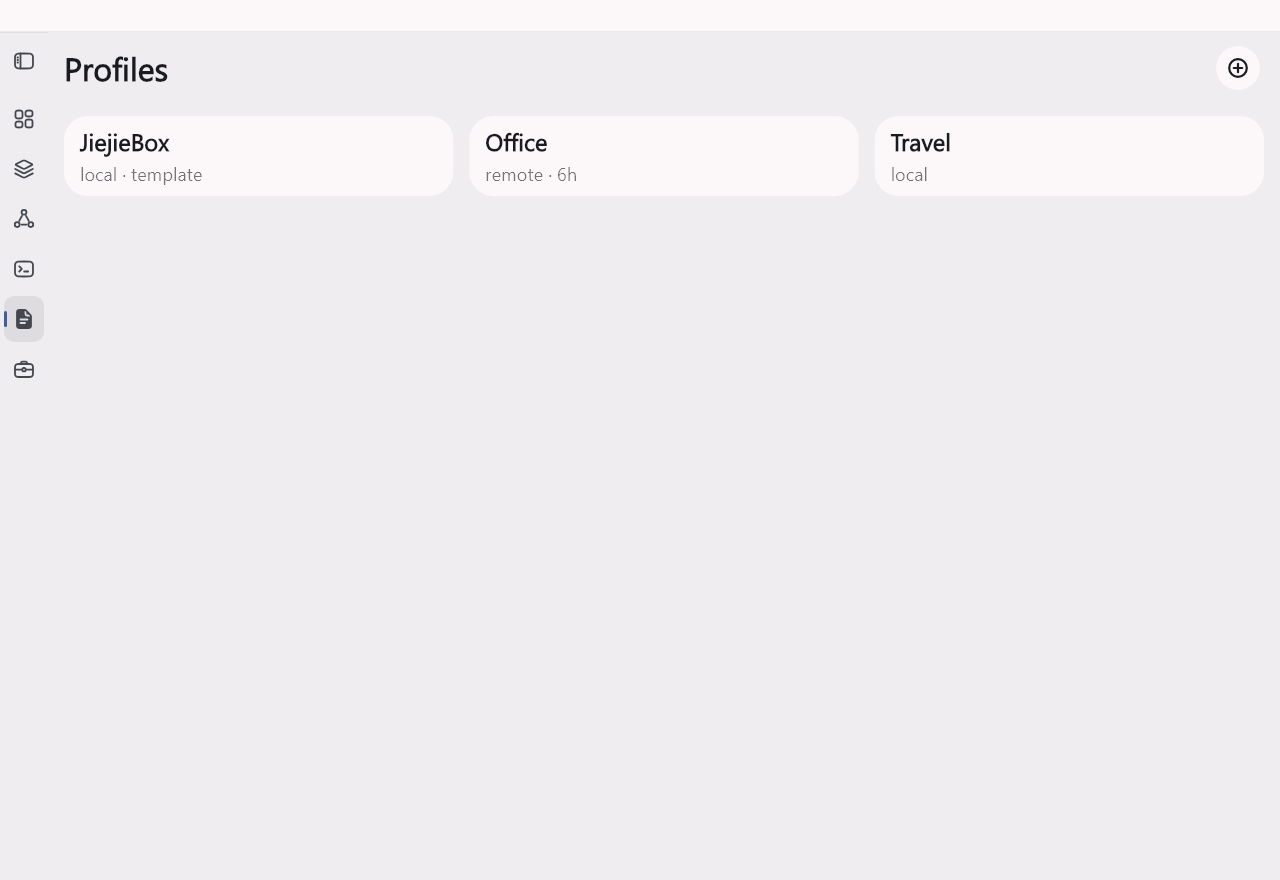 Profiles
JiejieBox
local · template
Office
remote · 6h
Travel
local